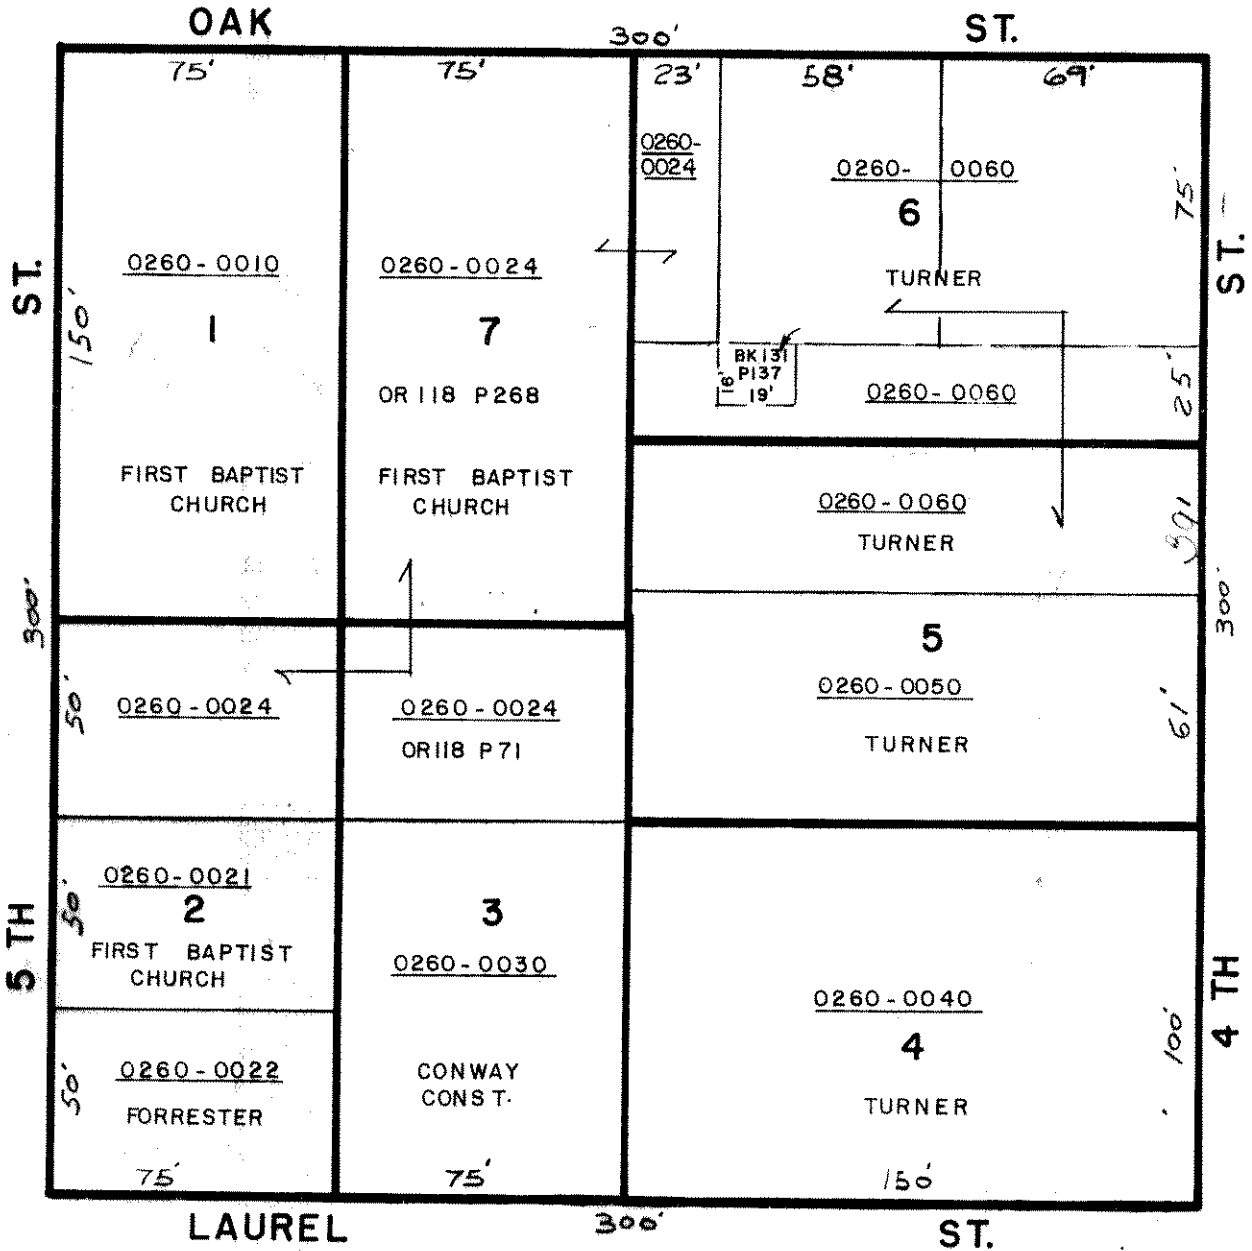 OAK
300'
ST.
75'
75'
23'
58'
69'
0260-
0024
0260- 0060
6
75'
TURNER
ST.
ST.
0260-0010
0260-0024
1
7
150'
BK 131
P137
16'
19'
OR 118 P268
0260-0060
25'
FIRST BAPTIST
CHURCH
FIRST BAPTIST
CHURCH
0260-0060
TURNER
300'
300'
5
0260-0050
TURNER
61'
50'
0260-0024
0260-0024
OR118 P71
50'
0260-0021
2
FIRST BAPTIST
CHURCH
3
0260-0030
5 TH
4 TH
0260-0040
4
TURNER
100'
50'
0260-0022
FORRESTER
CONWAY
CONST.
75'
75'
150'
LAUREL
300'
ST.